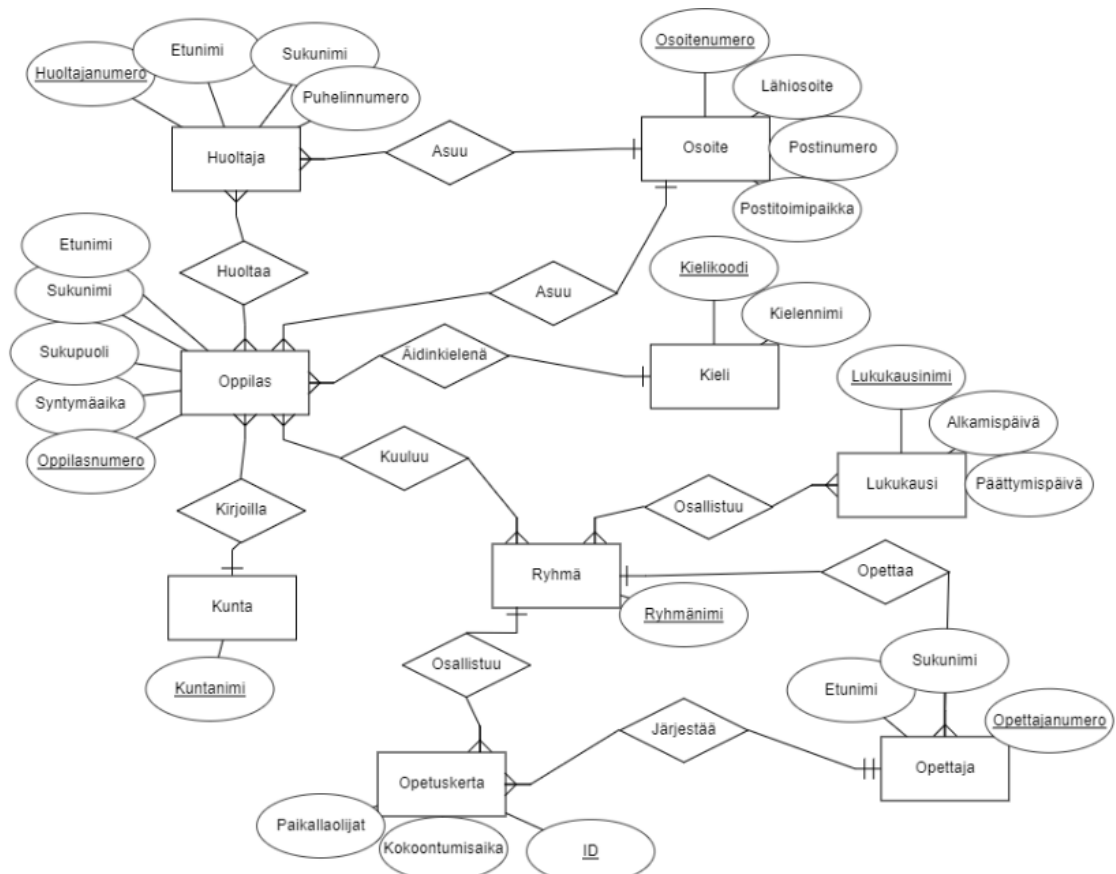 Osoitenumero
Etunimi
Sukunimi
Huoltajanumero
Lähiosoite
Puhelinnumero
Huoltaja
Asuu
Osoite
Postinumero
Postitoimipaikka
Etunimi
Huoltaa
Kielikoodi
Sukunimi
Asuu
Kielennimi
Sukupuoli
Oppilas
Äidinkielenä
Kieli
Lukukausinimi
Syntymäaika
Alkamispäivä
Oppilasnumero
Kuuluu
Lukukausi
Päättymispäivä
Kirjoilla
Osallistuu
Ryhmä
Opettaa
Kunta
Ryhmänimi
Osallistuu
Sukunimi
Kuntanimi
Etunimi
Opettajanumero
Järjestää
Opetuskerta
Opettaja
Paikallaolijat
Kokoontumisaika
ID